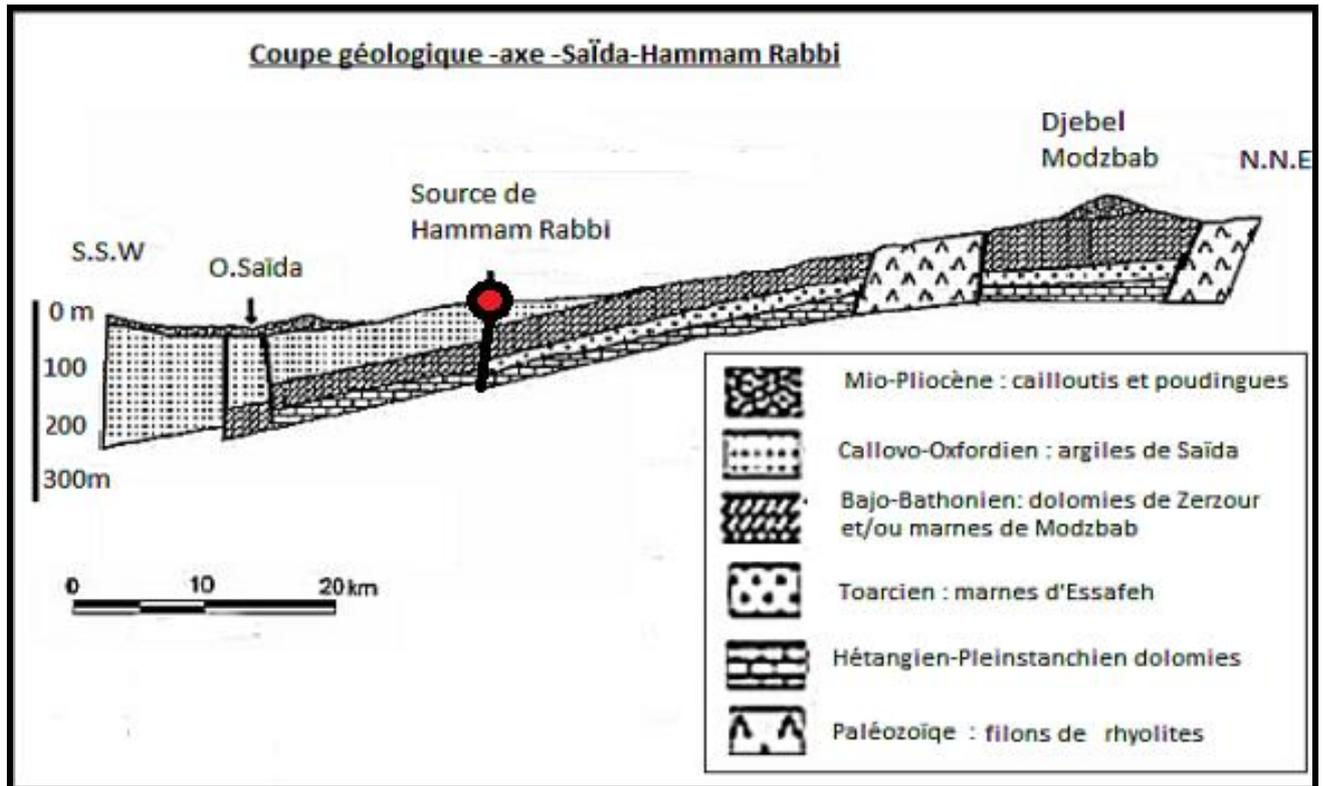 Coupe géologique -axe -SaÏda-Hammam Rabbi
Djebel
Modzbab
N.N.E
Source de
Hammam Rabbi
S.S.W
O.Saïda
0 m
100
200
300m
0 10 20 km
Mio-Pliocène : cailloutis et poudingues
Callovo-Oxfordien : argiles de Saïda
Bajo-Bathonien: dolomies de Zerzour
et/ou marnes de Modzbab
Toarcien : marnes d'Essafeh
Hétangien-Pleinstanchien dolomies
Paléozoïqe : filons de rhyolites